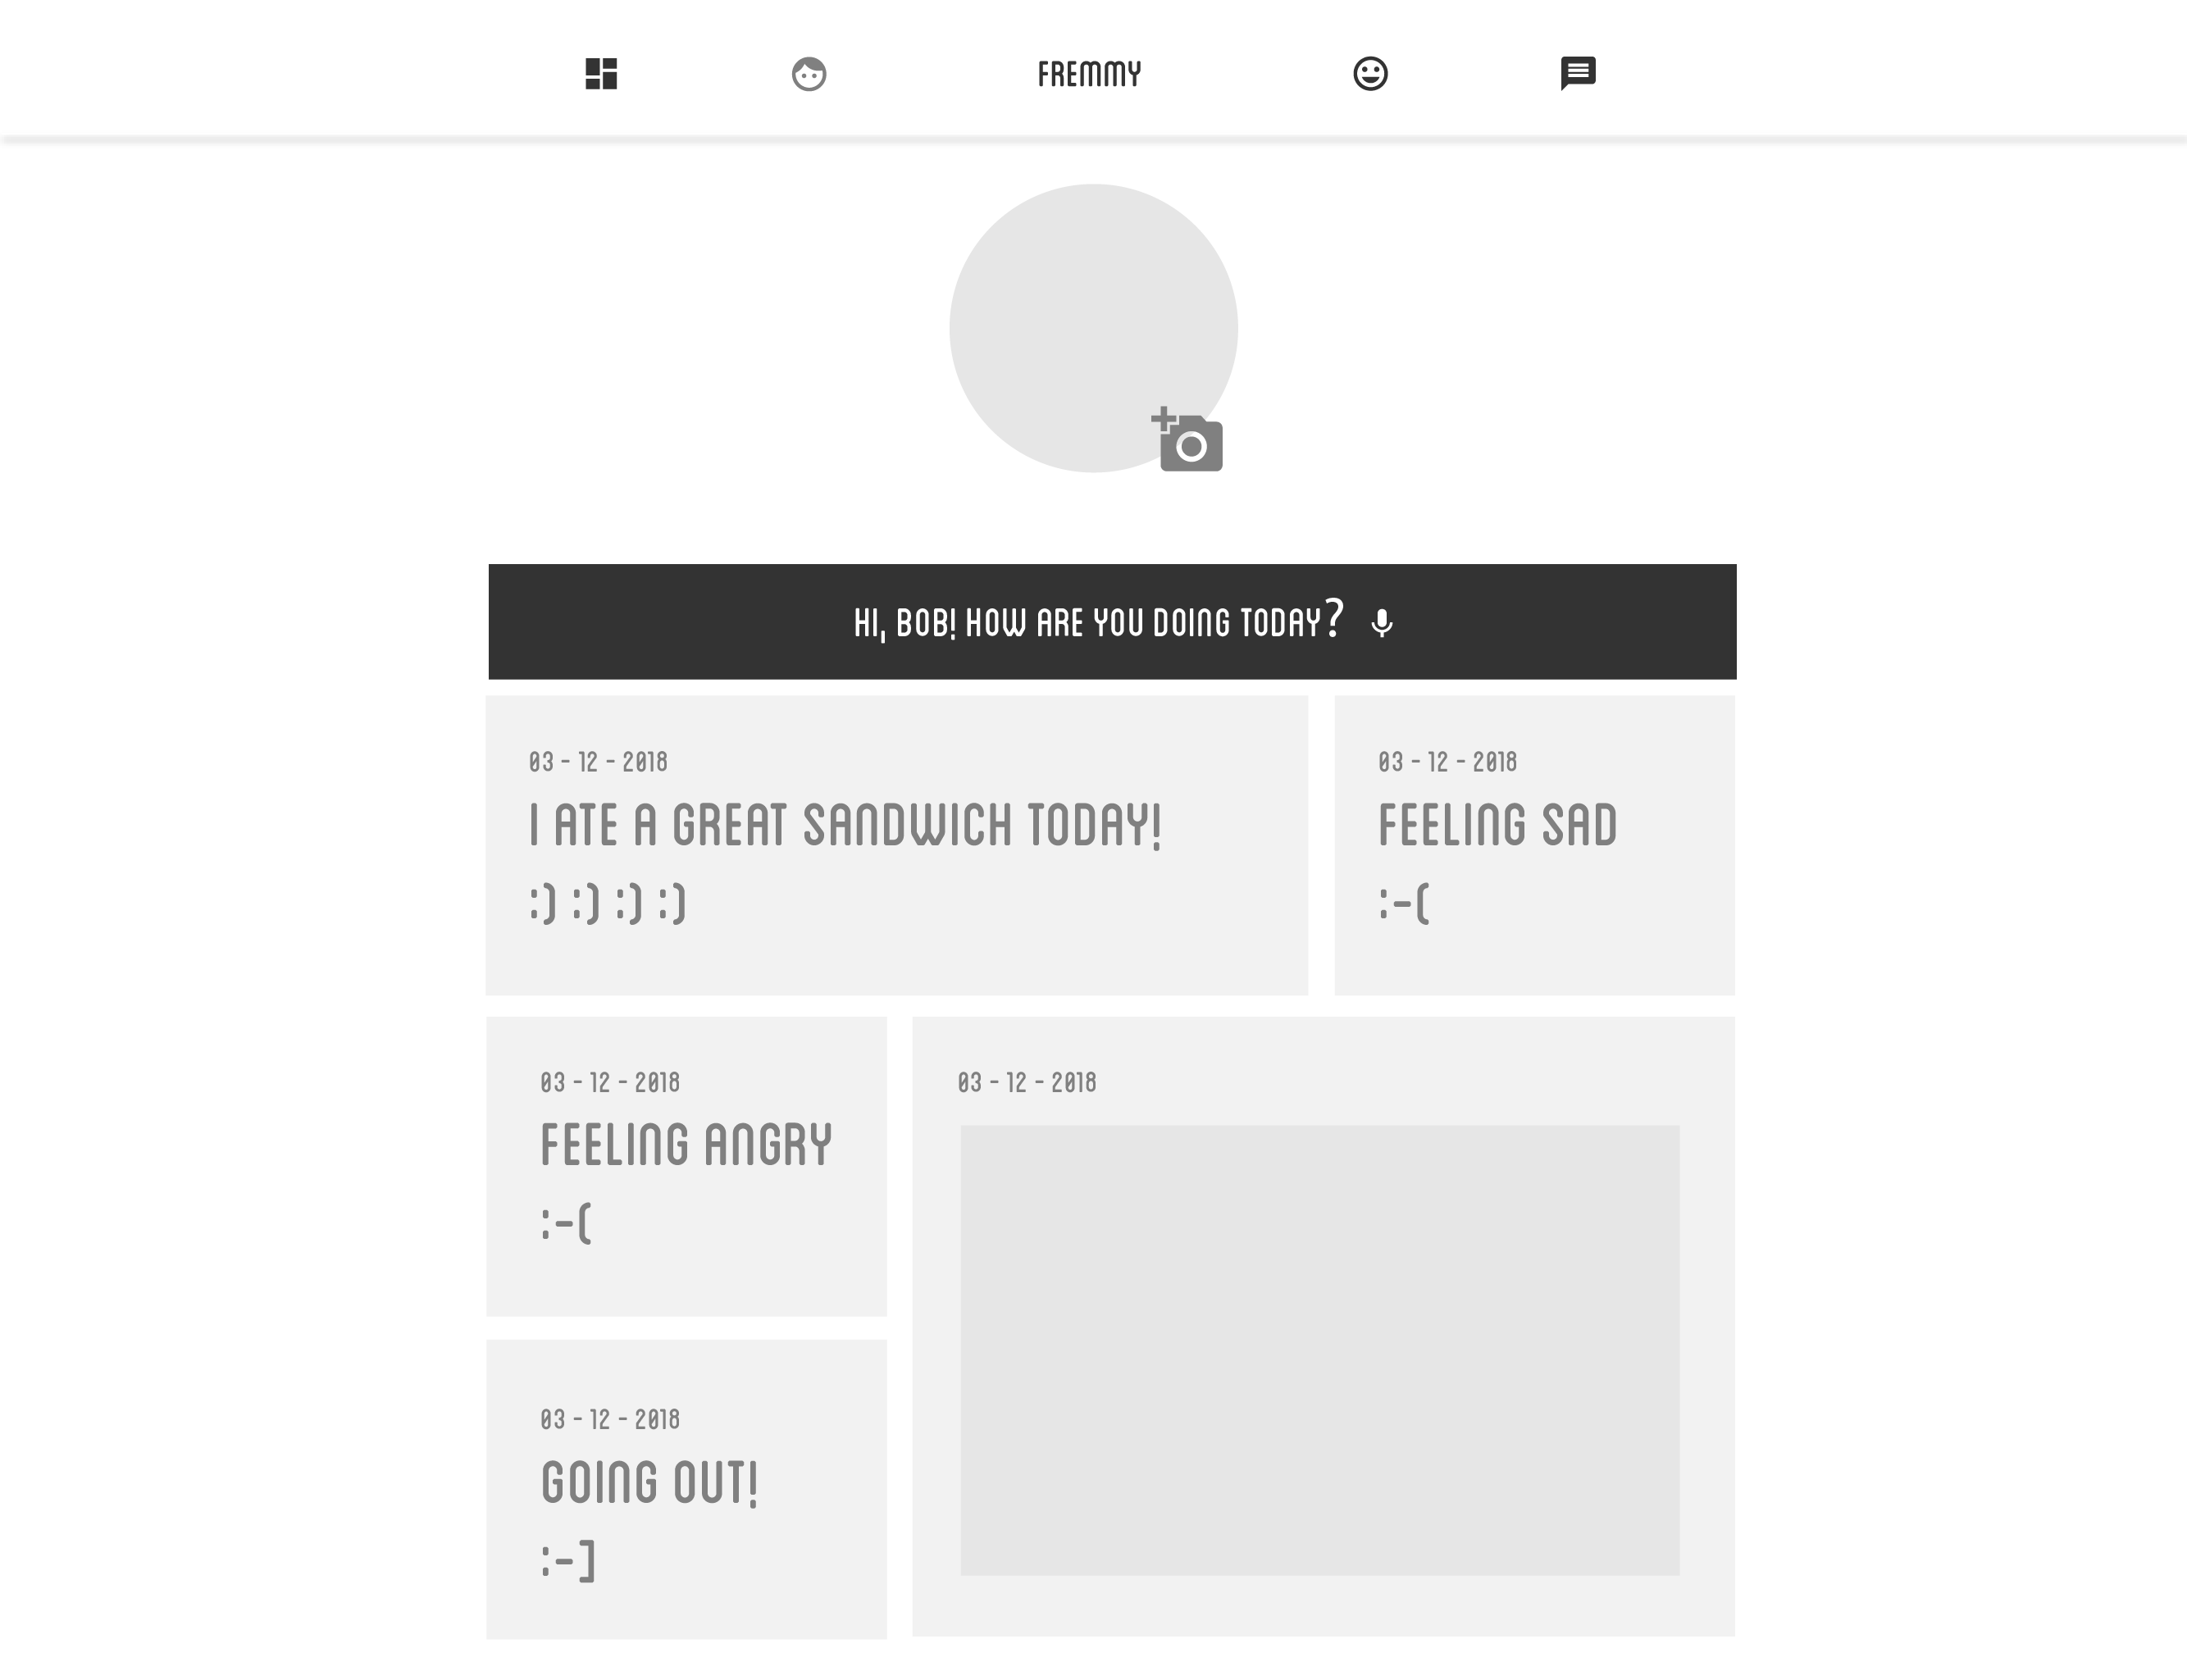 FREMMY
HI, BOB! HOW ARE YOU DOING TODAY?
03 - 12 - 2018
I ATE A GREAT SANDWICH TODAY!
:) :) :) :)
03 - 12 - 2018
FEELING SAD
:-(
03 - 12 - 2018
FEELING ANGRY
:-(
03 - 12 - 2018
03 - 12 - 2018
GOING OUT!
:-]